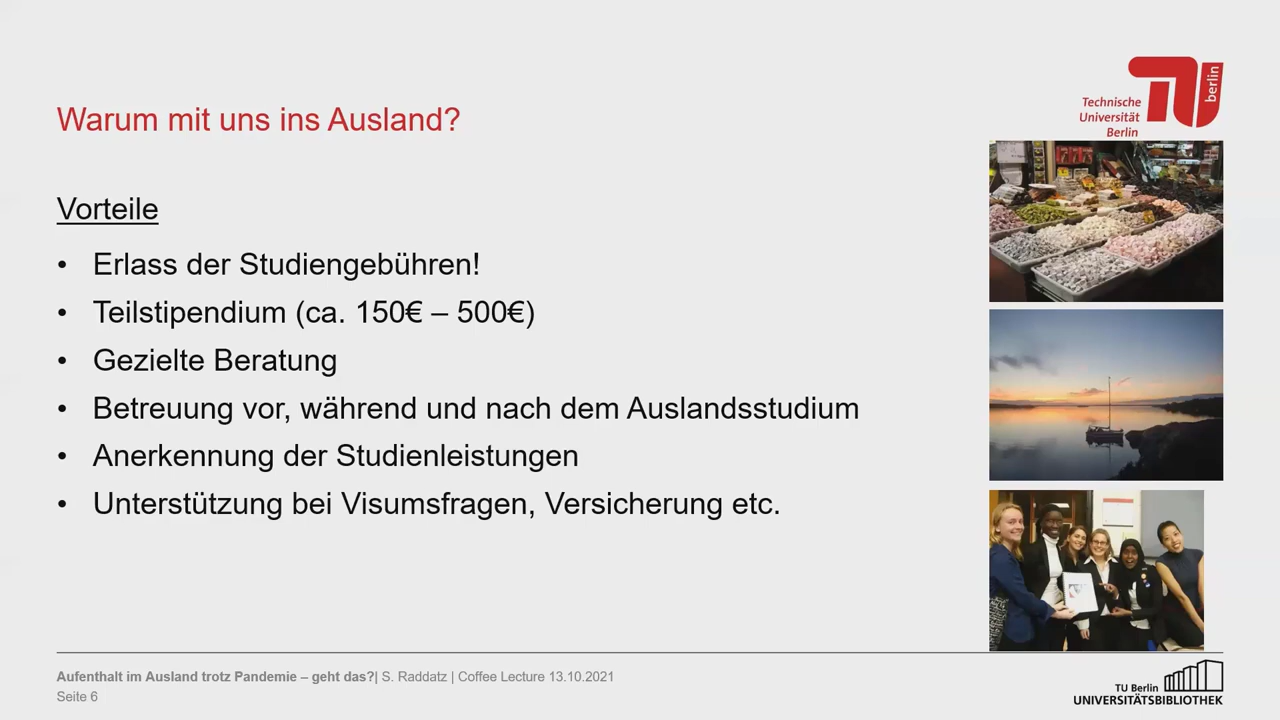 Warum mit uns ins Ausland?
Technische
Universität
Berlin
berlin
Vorteile
• Erlass der Studiengebühren!
• Teilstipendium (ca. 150€ – 500€)
• Gezielte Beratung
• Betreuung vor, während und nach dem Auslandsstudium
• Anerkennung der Studienleistungen
• Unterstützung bei Visumsfragen, Versicherung etc.
Aufenthalt im Ausland trotz Pandemie – geht das?| S. Raddatz | Coffee Lecture 13.10.2021
Seite 6
TU Berlin
UNIVERSITÄTSBIBLIOTHEK